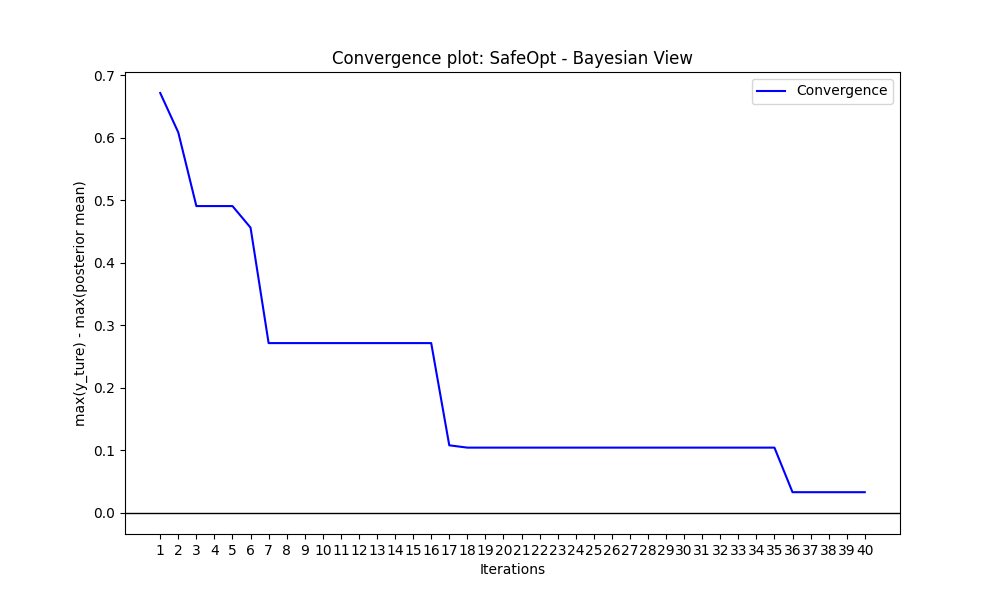 Convergence plot: SafeOpt - Bayesian View
Convergence
max(y_ture) - max(posterior mean)
0.7
0.6
0.5
0.4
0.3
0.2
0.1
0.0
1 2 3 4 5 6 7 8 9 10 11 12 13 14 15 16 17 18 19 20 21 22 23 24 25 26 27 28 29 30 31 32 33 34 35 36 37 38 39 40
Iterations